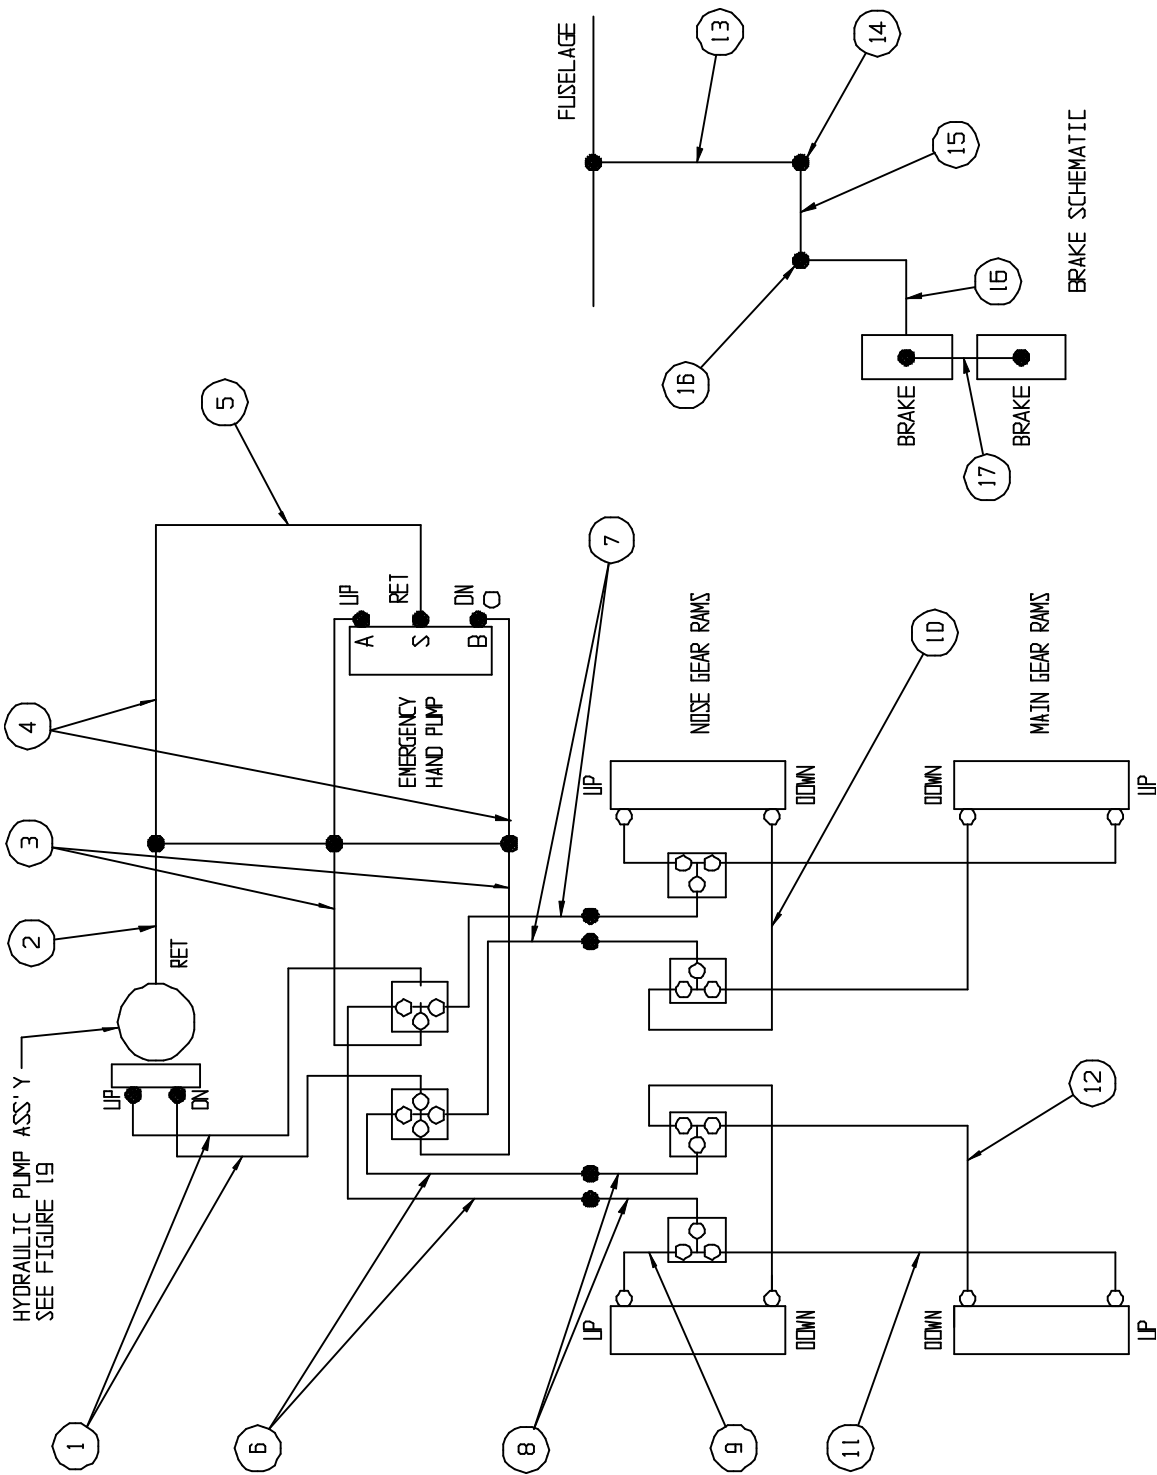 HYDRAULIC PUMP ASS'Y
SEE FIGURE 19
1
2
3
4
5
UP
DN
RET
EMERGENCY
HAND PUMP
A
S
B
UP
RET
DN
6
7
8
9
10
11
12
NOSE GEAR RAMS
UP
DOWN
UP
DOWN
MAIN GEAR RAMS
DOWN
UP
DOWN
UP
FUSELAGE
13
14
15
16
16
17
BRAKE
BRAKE
BRAKE SCHEMATIC